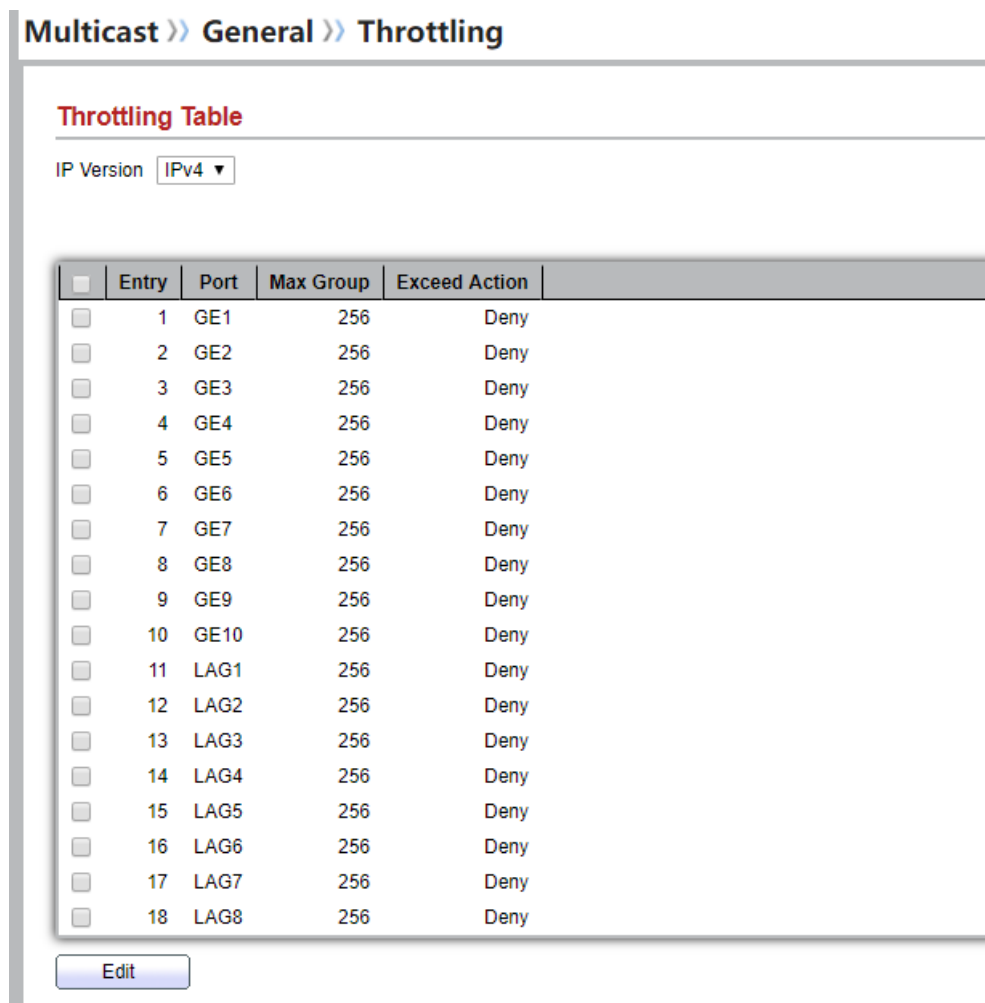 Multicast » General » Throttling
Throttling Table
IP Version IPv4 ▼
Entry Port Max Group Exceed Action
1 GE1 256 Deny
2 GE2 256 Deny
3 GE3 256 Deny
4 GE4 256 Deny
5 GE5 256 Deny
6 GE6 256 Deny
7 GE7 256 Deny
8 GE8 256 Deny
9 GE9 256 Deny
10 GE10 256 Deny
11 LAG1 256 Deny
12 LAG2 256 Deny
13 LAG3 256 Deny
14 LAG4 256 Deny
15 LAG5 256 Deny
16 LAG6 256 Deny
17 LAG7 256 Deny
18 LAG8 256 Deny
Edit